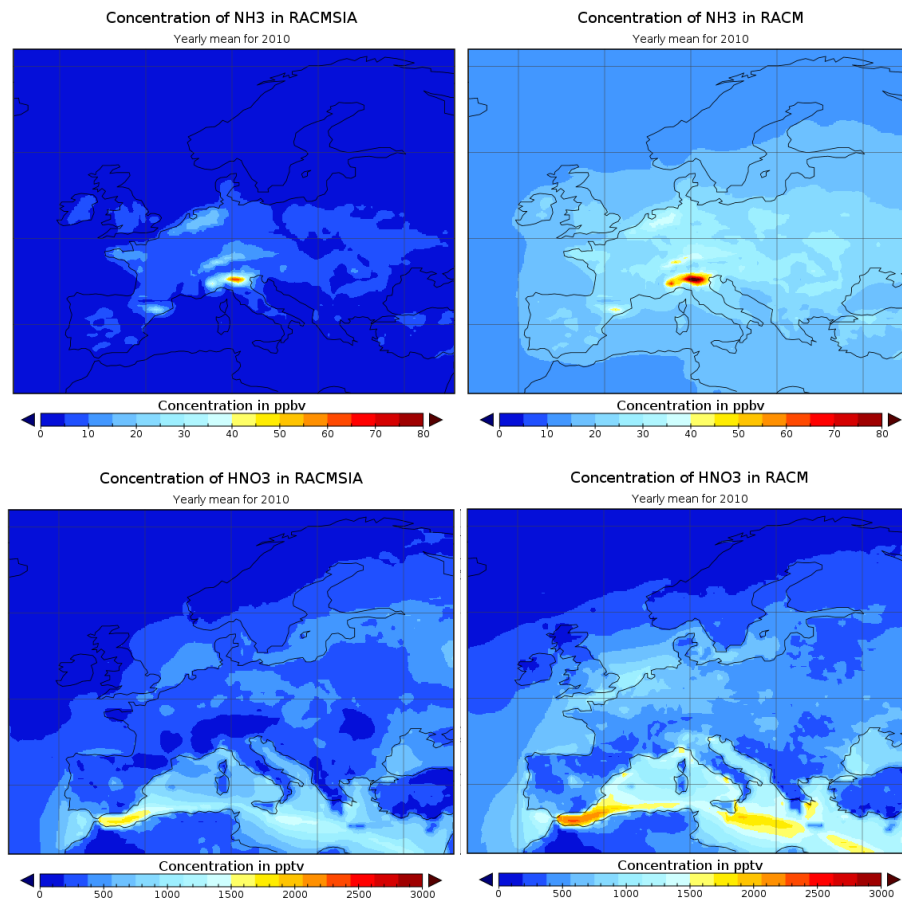 Concentration of NH3 in RACMSIA
Yearly mean for 2010
Concentration of NH3 in RACM
Yearly mean for 2010
Concentration in ppbv
0 10 20 30 40 50 60 70 80
Concentration in ppbv
0 10 20 30 40 50 60 70 80
Concentration of HNO3 in RACMSIA
Yearly mean for 2010
Concentration of HNO3 in RACM
Yearly mean for 2010
Concentration in pptv
0 500 1000 1500 2000 2500 3000
Concentration in pptv
0 500 1000 1500 2000 2500 3000